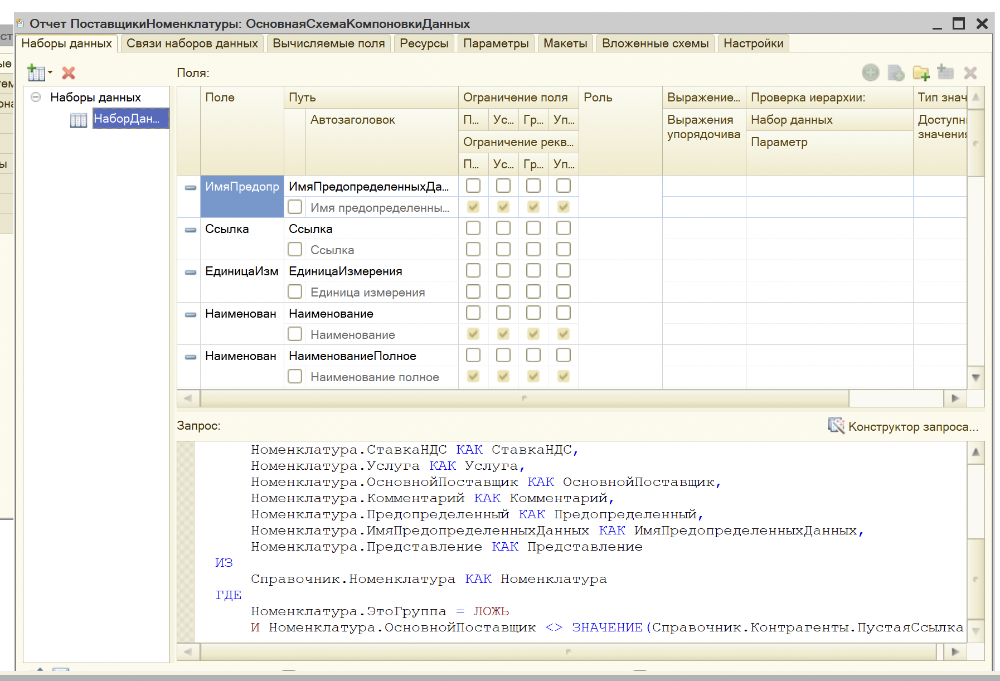 Отчет ПоставщикиНоменклатуры: ОсновнаяСхемаКомпоновкиДанных
Наборы данных Связи наборов данных Вычисляемые поля Ресурсы Параметры Макеты Вложенные схемы Настройки
Поля:
Наборы данных
НаборДан...
Поле Путь Ограничение поля Роль Выражение... Проверка иерархии: Тип знач
Автозаголовок П... Ус... Гр... Уп... Выражения упорядочива Набор данных Доступн значения
Ограничение рекв... Параметр
П... Ус... Гр... Уп...
ИмяПредопр ИмяПредопределенныхДа...
Имя предопределенны...
Ссылка Ссылка
Ссылка
ЕдиницаИзм ЕдиницаИзмерения
Единица измерения
Наименован Наименование
Наименование
Наименован НаименованиеПолное
Наименование полное
Запрос:
Конструктор запроса...
Номенклатура.СтавкаНДС КАК СтавкаНДС,
Номенклатура.Услуга КАК Услуга,
Номенклатура.ОсновнойПоставщик КАК ОсновнойПоставщик,
Номенклатура.Комментарий КАК Комментарий,
Номенклатура.Предопределенный КАК Предопределенный,
Номенклатура.ИмяПредопределенныхДанных КАК ИмяПредопределенныхДанных,
Номенклатура.Представление КАК Представление
ИЗ
Справочник.Номенклатура КАК Номенклатура
ГДЕ
Номенклатура.ЭтоГруппа = ЛОЖЬ
И Номенклатура.ОсновнойПоставщик <> ЗНАЧЕНИЕ(Справочник.Контрагенты.ПустаяСсылка